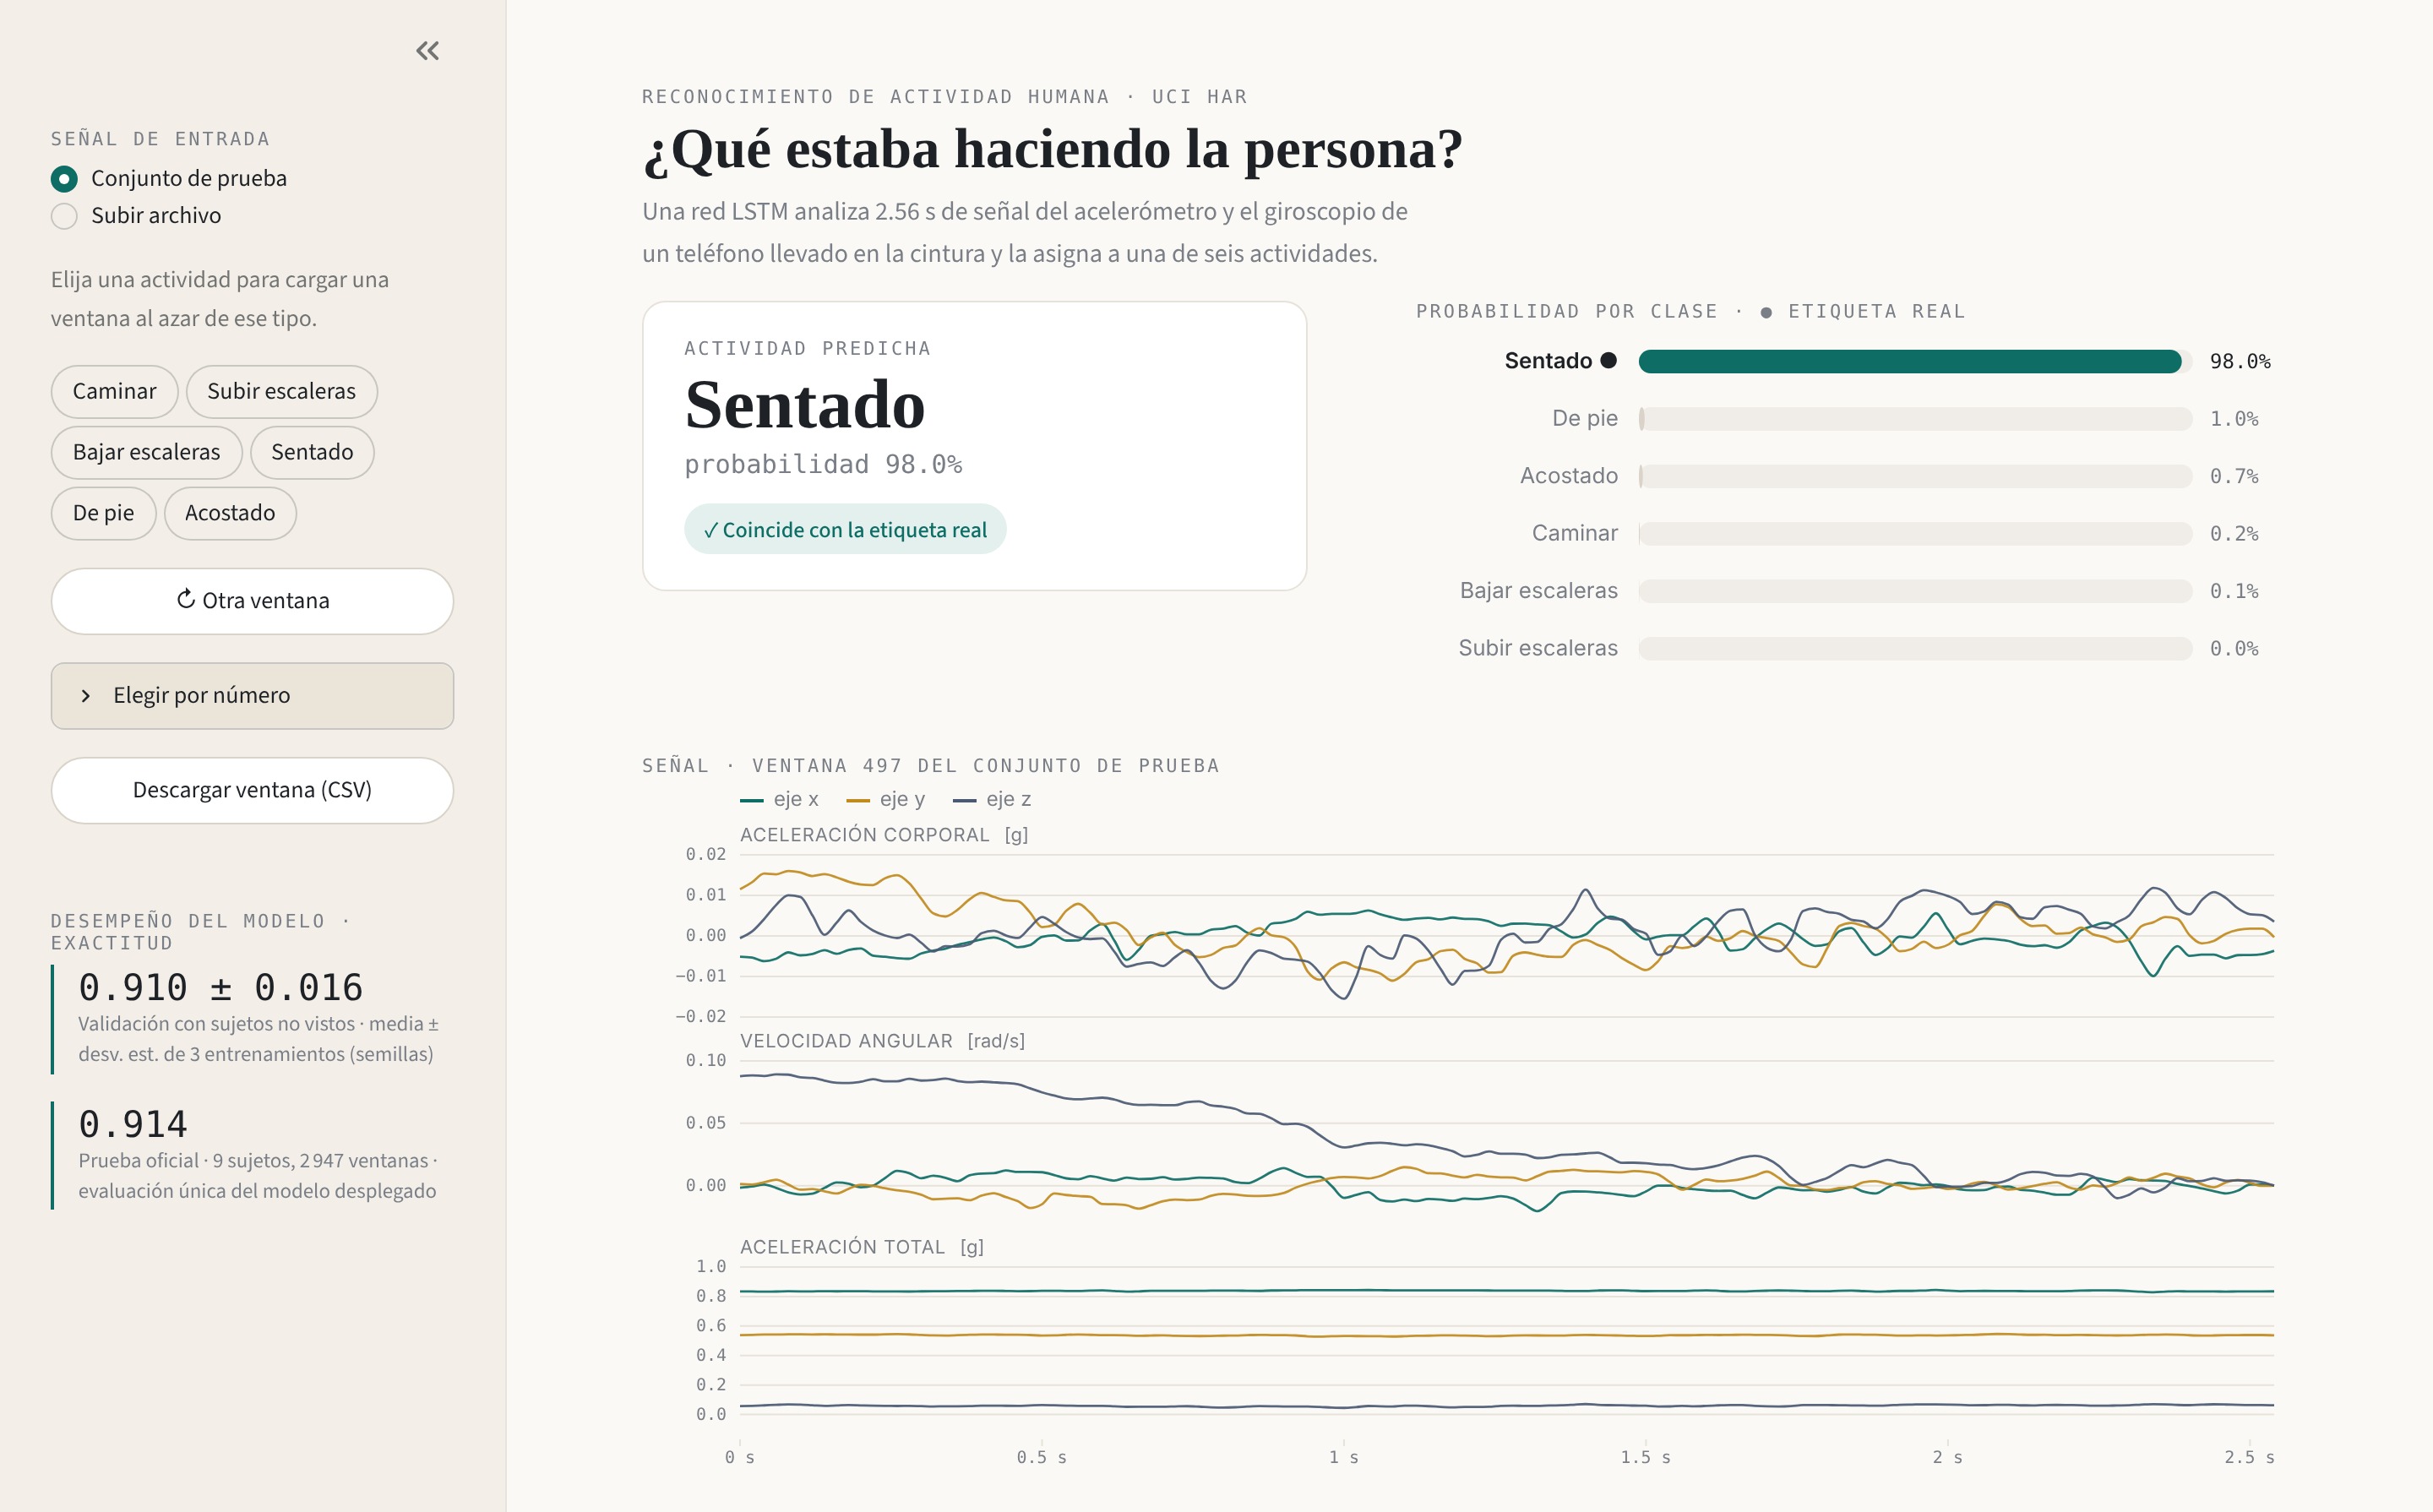 SEÑAL DE ENTRADA
Conjunto de prueba
Subir archivo
Elija una actividad para cargar una
ventana al azar de ese tipo.
Caminar
Subir escaleras
Bajar escaleras
Sentado
De pie
Acostado
↻ Otra ventana
Elegir por número
Descargar ventana (CSV)
DESEMPEÑO DEL MODELO ·
EXACTITUD
0.910 ± 0.016
Validación con sujetos no vistos · media ±
desv. est. de 3 entrenamientos (semillas)
0.914
Prueba oficial · 9 sujetos, 2 947 ventanas ·
evaluación única del modelo desplegado
RECONOCIMIENTO DE ACTIVIDAD HUMANA · UCI HAR
¿Qué estaba haciendo la persona?
Una red LSTM analiza 2.56 s de señal del acelerómetro y el giroscopio de
un teléfono llevado en la cintura y la asigna a una de seis actividades.
ACTIVIDAD PREDICHA
Sentado
probabilidad 98.0%
✓ Coincide con la etiqueta real
PROBABILIDAD POR CLASE · ● ETIQUETA REAL
Sentado ● 98.0%
De pie 1.0%
Acostado 0.7%
Caminar 0.2%
Bajar escaleras 0.1%
Subir escaleras 0.0%
SEÑAL · VENTANA 497 DEL CONJUNTO DE PRUEBA
eje x eje y eje z
ACELERACIÓN CORPORAL [g]
0.02
0.01
0.00
−0.01
−0.02
VELOCIDAD ANGULAR [rad/s]
0.10
0.05
0.00
ACELERACIÓN TOTAL [g]
1.0
0.8
0.6
0.4
0.2
0.0
0 s 0.5 s 1 s 1.5 s 2 s 2.5 s